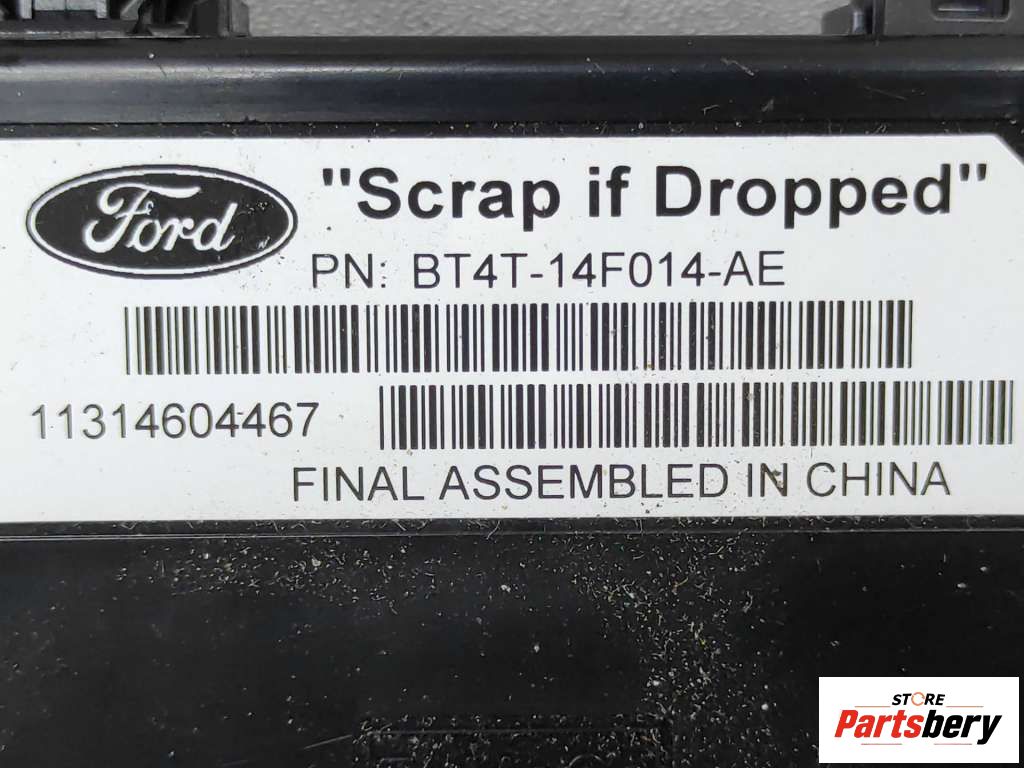 Ford
"Scrap if Dropped"
PN: BT4T-14F014-AE
11314604467
FINAL ASSEMBLED IN CHINA
STORE
Partsbery